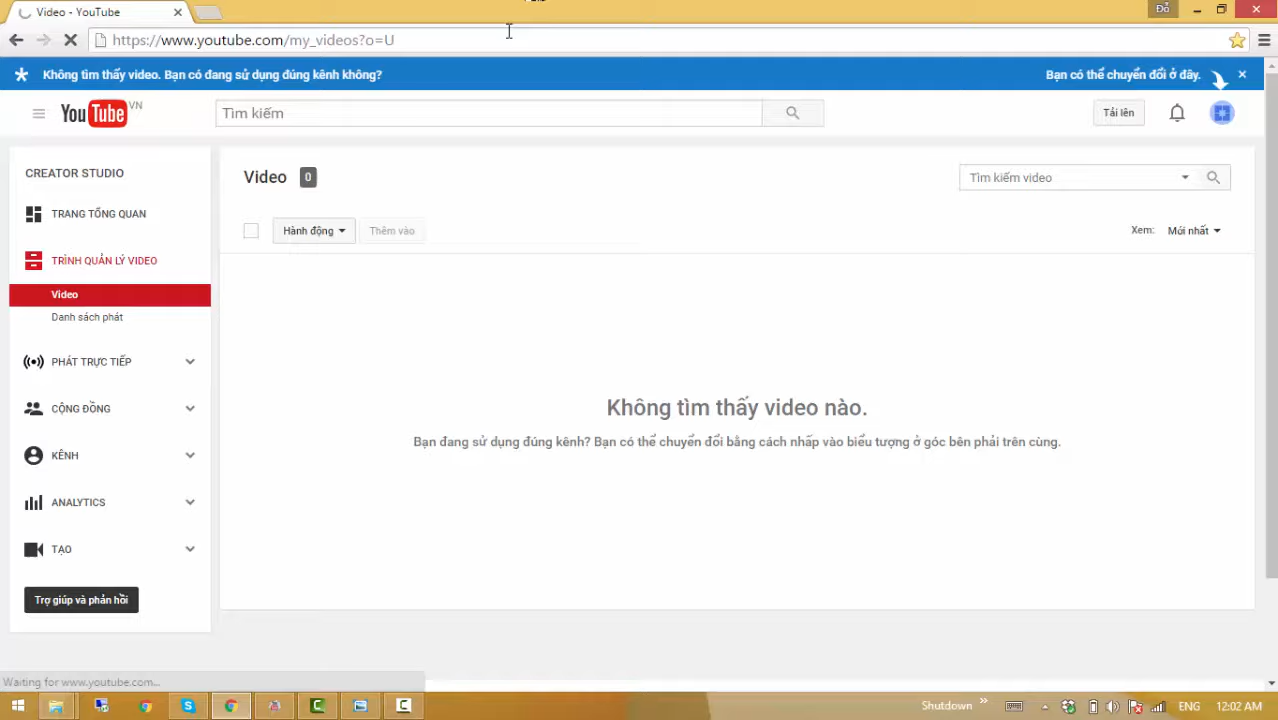 Video - YouTube
Đỗ
https://www.youtube.com/my_videos?o=U
Không tìm thấy video. Bạn có đang sử dụng đúng kênh không?
Bạn có thể chuyển đổi ở đây.
YouTube VN
Tìm kiếm
Tải lên
CREATOR STUDIO
TRANG TỔNG QUAN
TRÌNH QUẢN LÝ VIDEO
Video
Danh sách phát
PHÁT TRỰC TIẾP
CỘNG ĐỒNG
KÊNH
ANALYTICS
TẠO
Trợ giúp và phản hồi
Video 0
Tìm kiếm video
Hành động
Thêm vào
Xem: Mới nhất
Không tìm thấy video nào.
Bạn đang sử dụng đúng kênh? Bạn có thể chuyển đổi bằng cách nhấp vào biểu tượng ở góc bên phải trên cùng.
Waiting for www.youtube.com...
Shutdown
ENG
12:02 AM